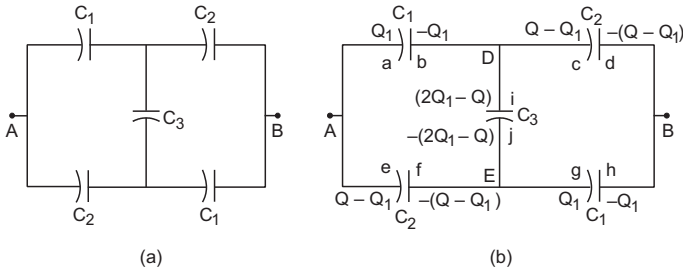 C₁
C₂
A
C₃
B
C₂
C₁
(a)
C₁
C₂
Q₁
–Q₁
Q – Q₁
–(Q – Q₁)
a
b
D
c
d
(2Q₁ – Q)
i
A
C₃
B
–(2Q₁ – Q)
j
e
f
E
g
h
Q – Q₁
–(Q – Q₁)
Q₁
–Q₁
C₂
C₁
(b)